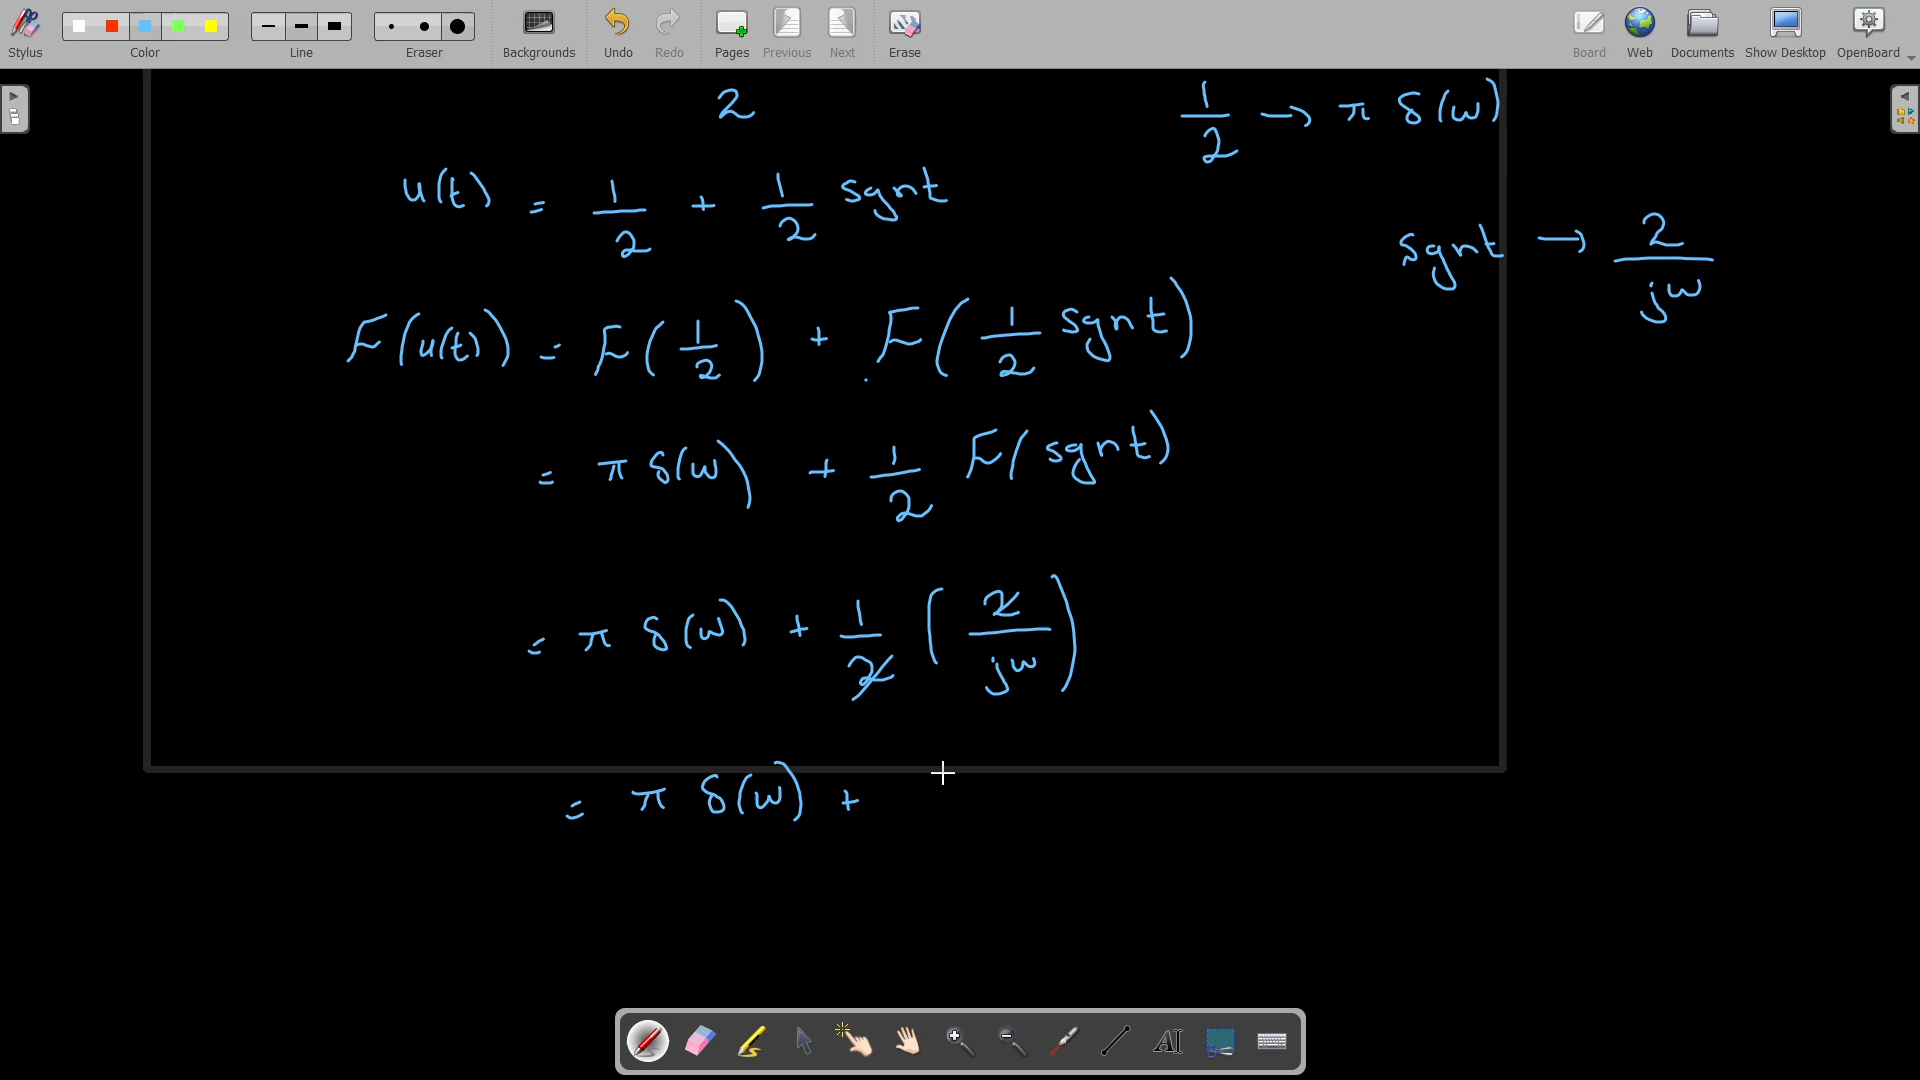 Stylus Color Line Eraser Backgrounds Undo Redo Pages Previous Next Erase Board Web Documents Show Desktop OpenBoard
2
1/2 → π δ(ω)
u(t) = 1/2 + 1/2 sgnt
sgnt → 2/jω
F(u(t)) = F(1/2) + F(1/2 sgnt)
= π δ(ω) + 1/2 F(sgnt)
= π δ(ω) + 1/2 (2/jω)
= π δ(ω) +
AI